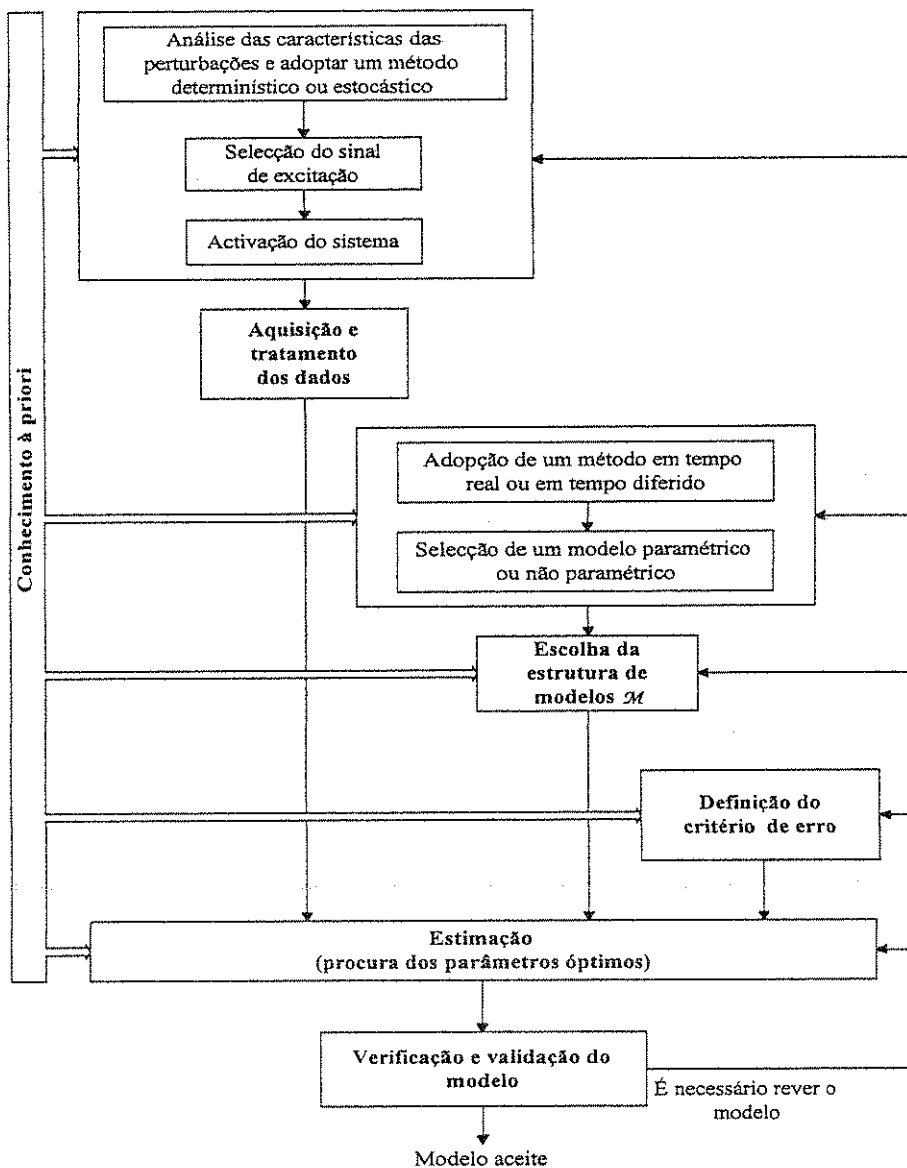 Análise das características das
perturbações e adoptar um método
determinístico ou estocástico
Selecção do sinal
de excitação
Activação do sistema
Aquisição e
tratamento
dos dados
Conhecimento à priori
Adopção de um método em tempo
real ou em tempo diferido
Selecção de um modelo paramétrico
ou não paramétrico
Escolha da
estrutura de
modelos ℳ
Definição do
critério de erro
Estimação
(procura dos parâmetros óptimos)
Verificação e validação do
modelo
É necessário rever o
modelo
Modelo aceite